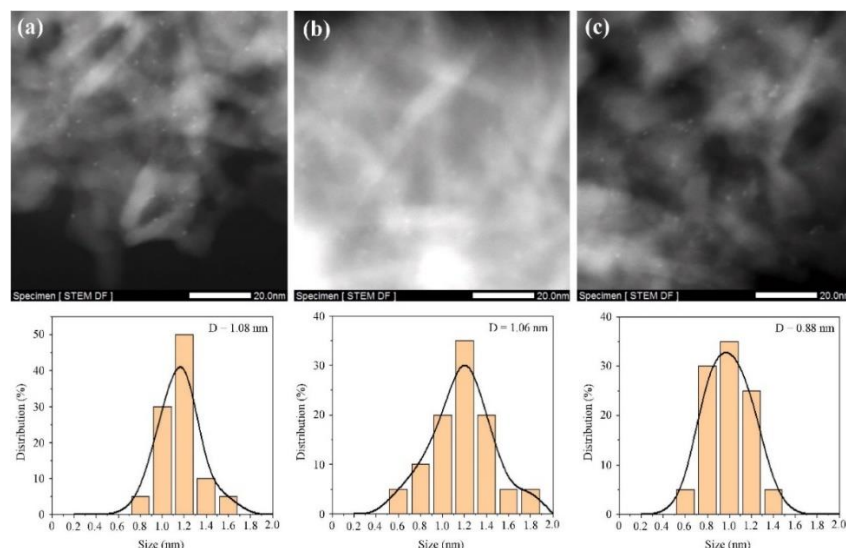 (a)
(b)
(c)
Specimen [ STEM DF ] 20.0nm
Specimen [ STEM DF ] 20.0nm
Specimen [ STEM DF ] 20.0nm
D = 1.08 nm
50
40
30
20
10
0
Distribution (%)
0 0.2 0.4 0.6 0.8 1.0 1.2 1.4 1.6 1.8 2.0
Size (nm)
D = 1.06 nm
40
30
20
10
0
Distribution (%)
0 0.2 0.4 0.6 0.8 1.0 1.2 1.4 1.6 1.8 2.0
Size (nm)
D = 0.88 nm
40
30
20
10
0
Distribution (%)
0 0.2 0.4 0.6 0.8 1.0 1.2 1.4 1.6 1.8 2.0
Size (nm)